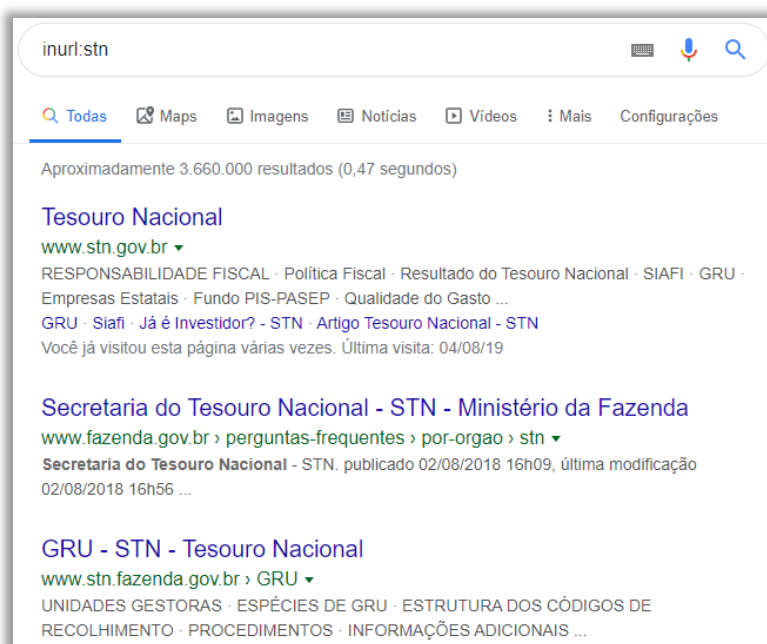 inurl:stn
Todas Maps Imagens Notícias Vídeos Mais Configurações
Aproximadamente 3.660.000 resultados (0,47 segundos)
Tesouro Nacional
www.stn.gov.br
RESPONSABILIDADE FISCAL · Política Fiscal · Resultado do Tesouro Nacional · SIAFI · GRU ·
Empresas Estatais · Fundo PIS-PASEP · Qualidade do Gasto ...
GRU · Siafi · Já é Investidor? - STN · Artigo Tesouro Nacional - STN
Você já visitou esta página várias vezes. Última visita: 04/08/19
Secretaria do Tesouro Nacional - STN - Ministério da Fazenda
www.fazenda.gov.br › perguntas-frequentes › por-orgao › stn
Secretaria do Tesouro Nacional - STN. publicado 02/08/2018 16h09, última modificação
02/08/2018 16h56 ...
GRU - STN - Tesouro Nacional
www.stn.fazenda.gov.br › GRU
UNIDADES GESTORAS · ESPÉCIES DE GRU · ESTRUTURA DOS CÓDIGOS DE
RECOLHIMENTO · PROCEDIMENTOS · INFORMAÇÕES ADICIONAIS ...